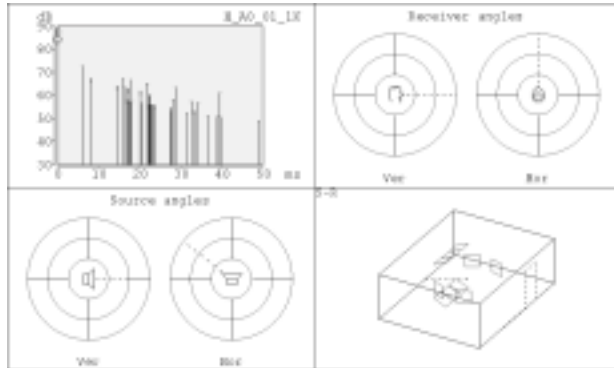 dB
X_A0_01_1X
90
80
70
60
50
40
30
0 10 20 30 40 50 ms
Receiver angles
Ver Hor
Source angles
Ver Hor
S-R